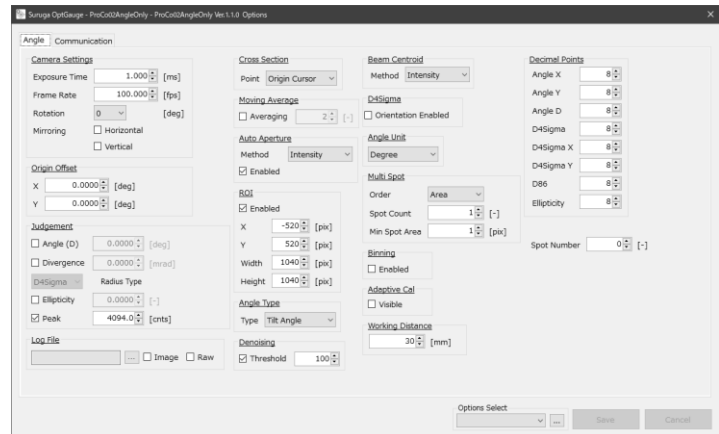 Suruga OptGauge - ProCo02AngleOnly - ProCo02AngleOnly Ver.1.1.0 Options
Angle Communication
Camera Settings
Exposure Time 1.000 [ms]
Frame Rate 100.000 [fps]
Rotation 0 [deg]
Mirroring Horizontal
Vertical
Origin Offset
X 0.0000 [deg]
Y 0.0000 [deg]
Judgement
Angle (D) 0.0000 [deg]
Divergence 0.0000 [mrad]
D4Sigma Radius Type
Ellipticity 0.0000 [-]
Peak 4094.0 [cnts]
Log File
... Image Raw
Cross Section
Point Origin Cursor
Moving Average
Averaging 2 [-]
Auto Aperture
Method Intensity
Enabled
ROI
Enabled
X -520 [pix]
Y 520 [pix]
Width 1040 [pix]
Height 1040 [pix]
Angle Type
Type Tilt Angle
Denoising
Threshold 100
Beam Centroid
Method Intensity
D4Sigma
Orientation Enabled
Angle Unit
Degree
Multi Spot
Order Area
Spot Count 1 [-]
Min Spot Area 1 [pix]
Binning
Enabled
Adaptive Cal
Visible
Working Distance
30 [mm]
Decimal Points
Angle X 8
Angle Y 8
Angle D 8
D4Sigma 8
D4Sigma X 8
D4Sigma Y 8
D86 8
Ellipticity 8
Spot Number 0 [-]
Options Select
... Save Cancel